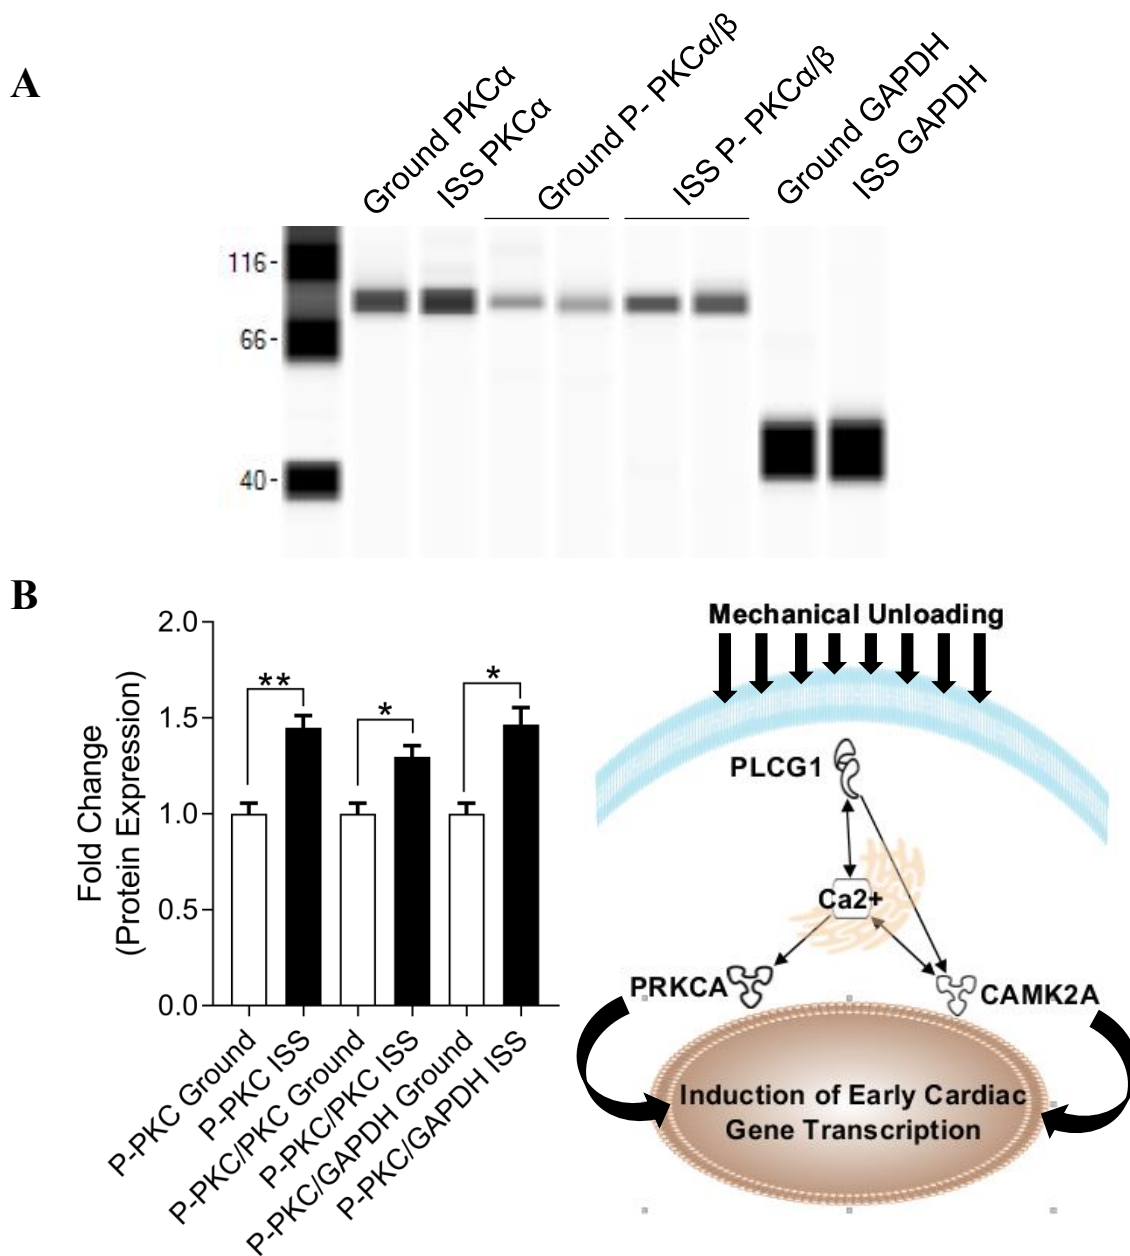 A
Ground PKCα
ISS PKCα
Ground P- PKCα/β
ISS P- PKCα/β
Ground GAPDH
ISS GAPDH
116-
66-
40-
B
2.0
1.5
1.0
0.5
0.0
Fold Change
(Protein Expression)
**
*
*
P-PKC Ground
P-PKC ISS
P-PKC/PKC Ground
P-PKC/PKC ISS
P-PKC/GAPDH Ground
P-PKC/GAPDH ISS
Mechanical Unloading
PLCG1
Ca2+
PRKCA
CAMK2A
Induction of Early Cardiac
Gene Transcription